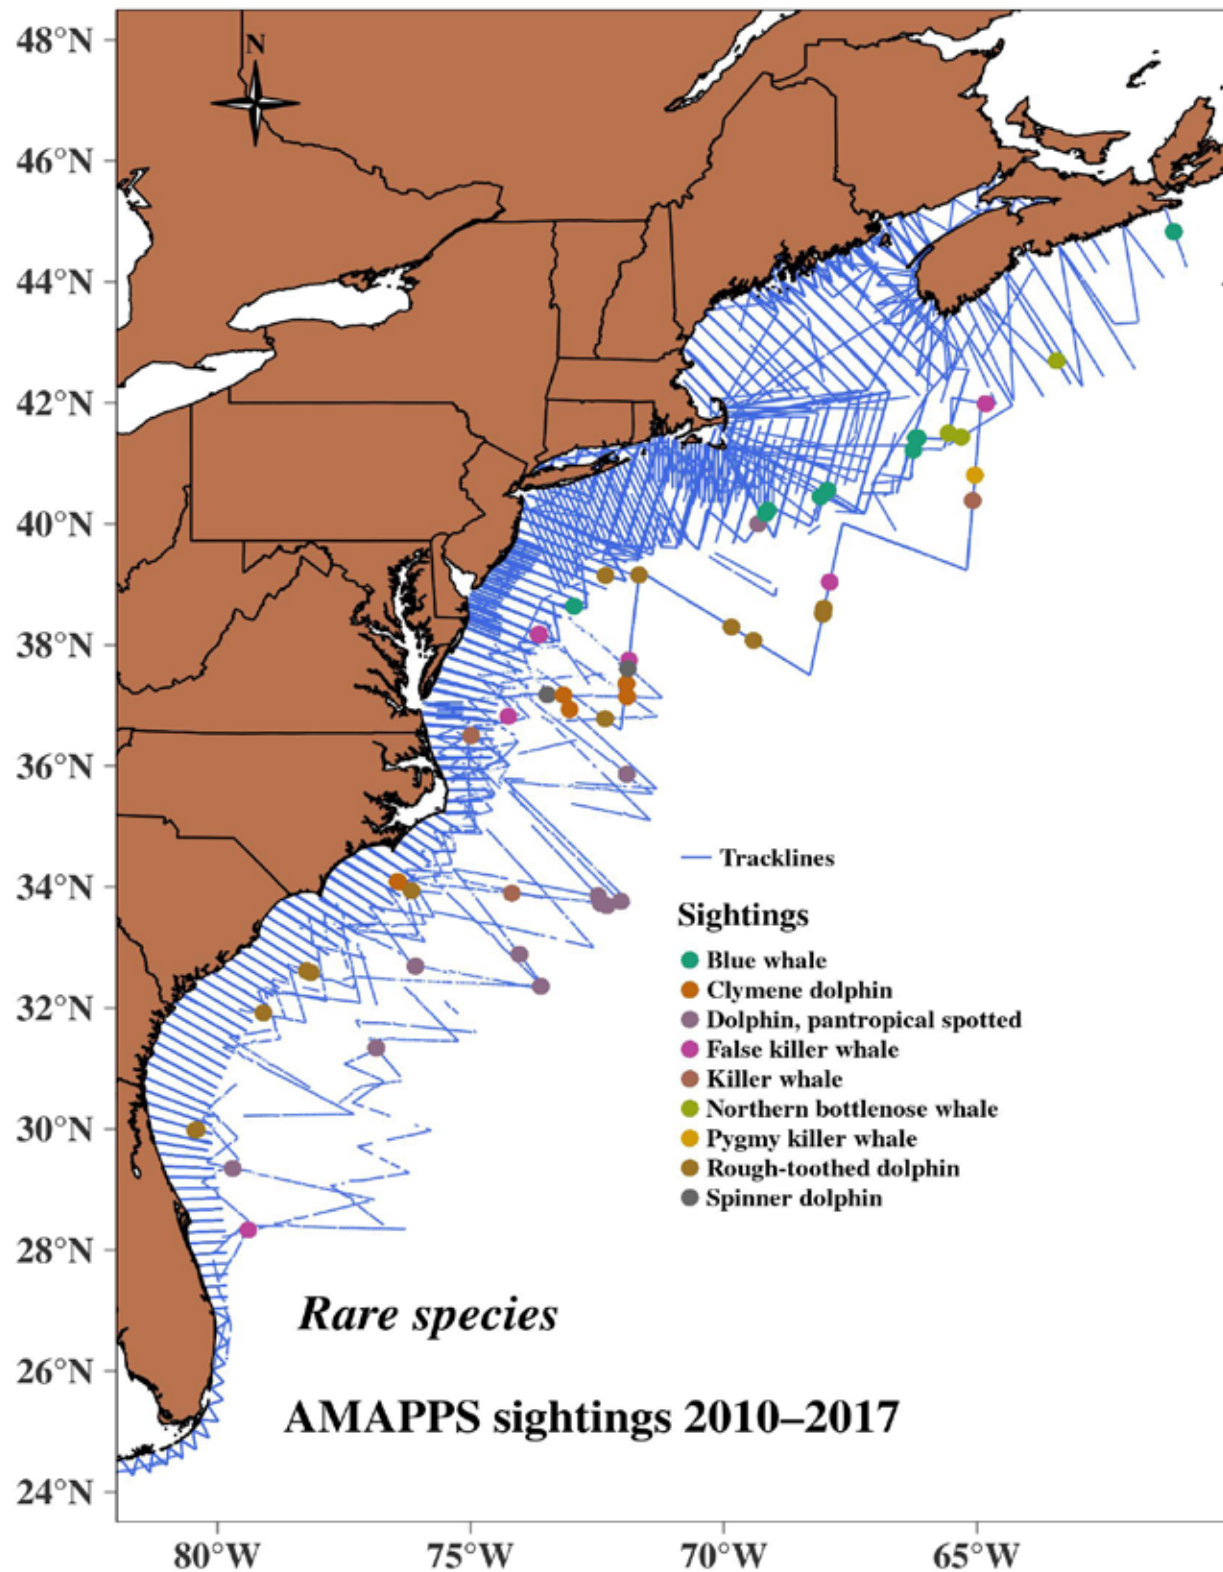 48°N
N
46°N
44°N
42°N
40°N
38°N
36°N
34°N
32°N
30°N
28°N
26°N
24°N
Tracklines
Sightings
Blue whale
Clymene dolphin
Dolphin, pantropical spotted
False killer whale
Killer whale
Northern bottlenose whale
Pygmy killer whale
Rough-toothed dolphin
Spinner dolphin
Rare species
AMAPPS sightings 2010–2017
80°W 75°W 70°W 65°W